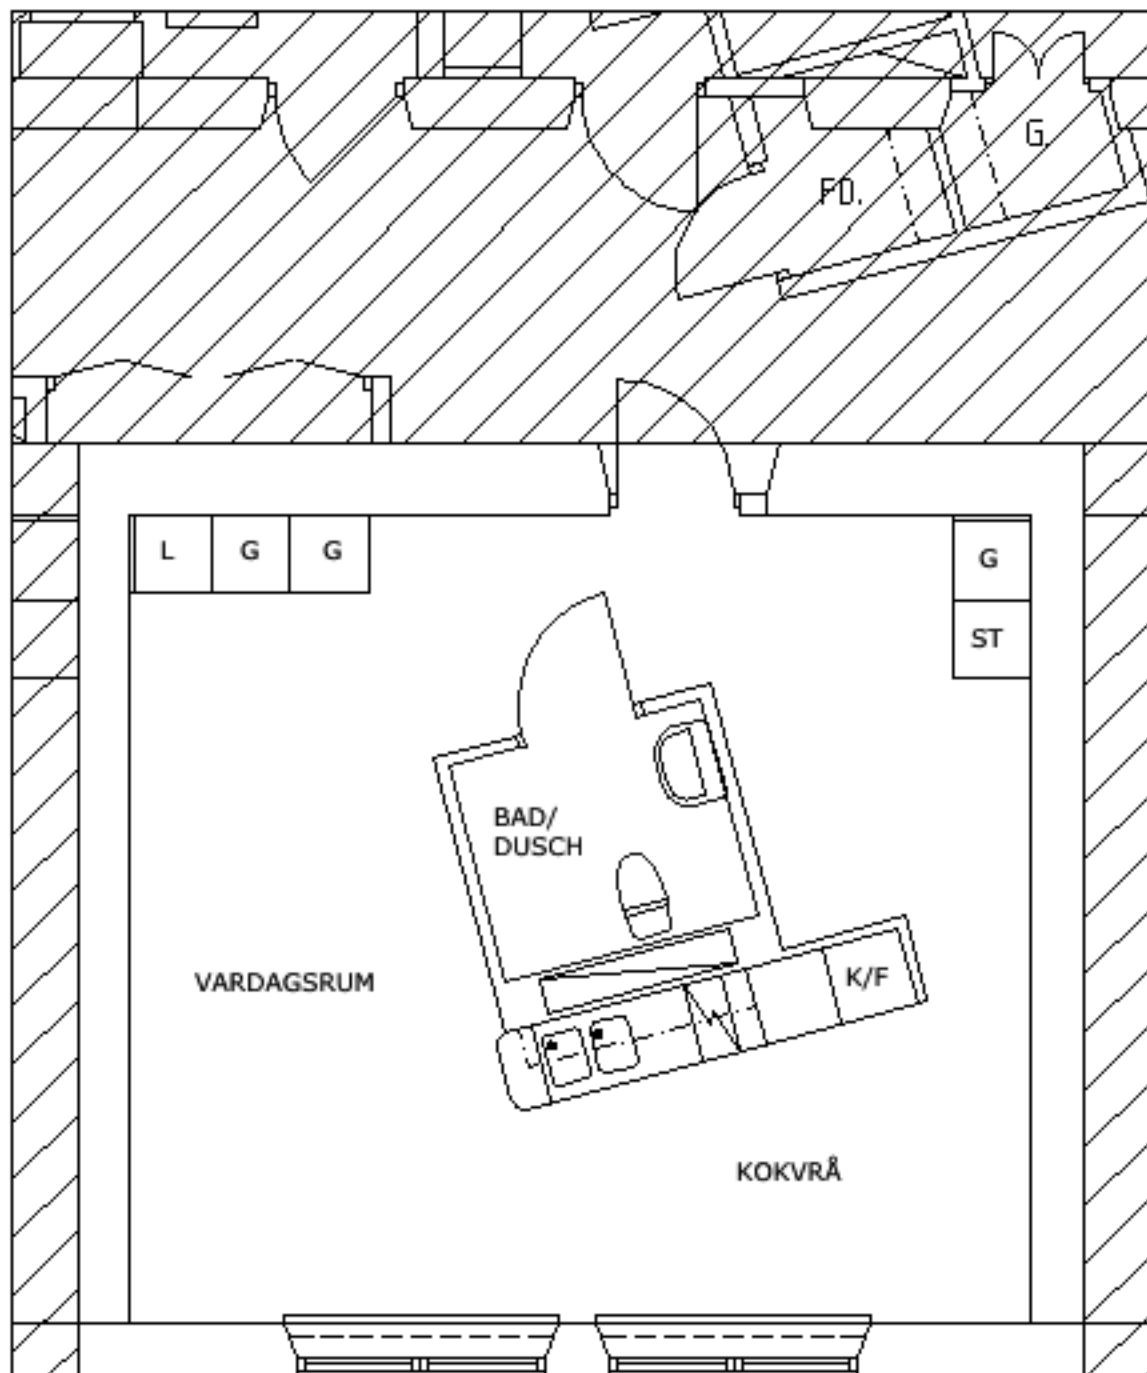 G.
FD.
L G G
G
ST
BAD/
DUSCH
VARDAGSRUM
K/F
KOKVRÅ